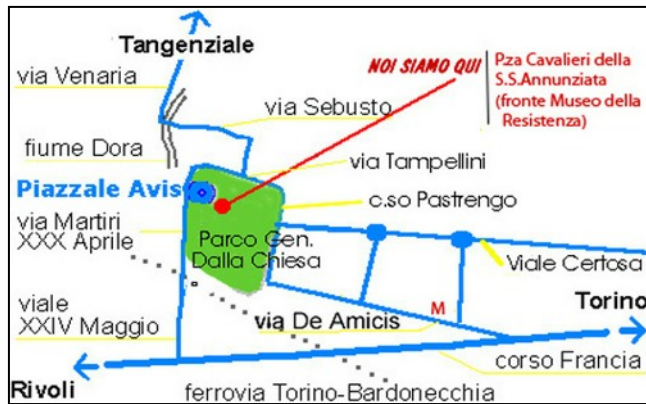 Tangenziale
via Venaria
NOI SIAMO QUI
P.za Cavalieri della
S.S.Annunziata
(fronte Museo della
Resistenza)
via Sebusto
fiume Dora
via Tampellini
Piazzale Avis
c.so Pastrengo
via Martiri
XXX Aprile
Parco Gen.
Dalla Chiesa
Viale Certosa
viale
XXIV Maggio
M
Torino
via De Amicis
corso Francia
Rivoli
ferrovia Torino-Bardonecchia